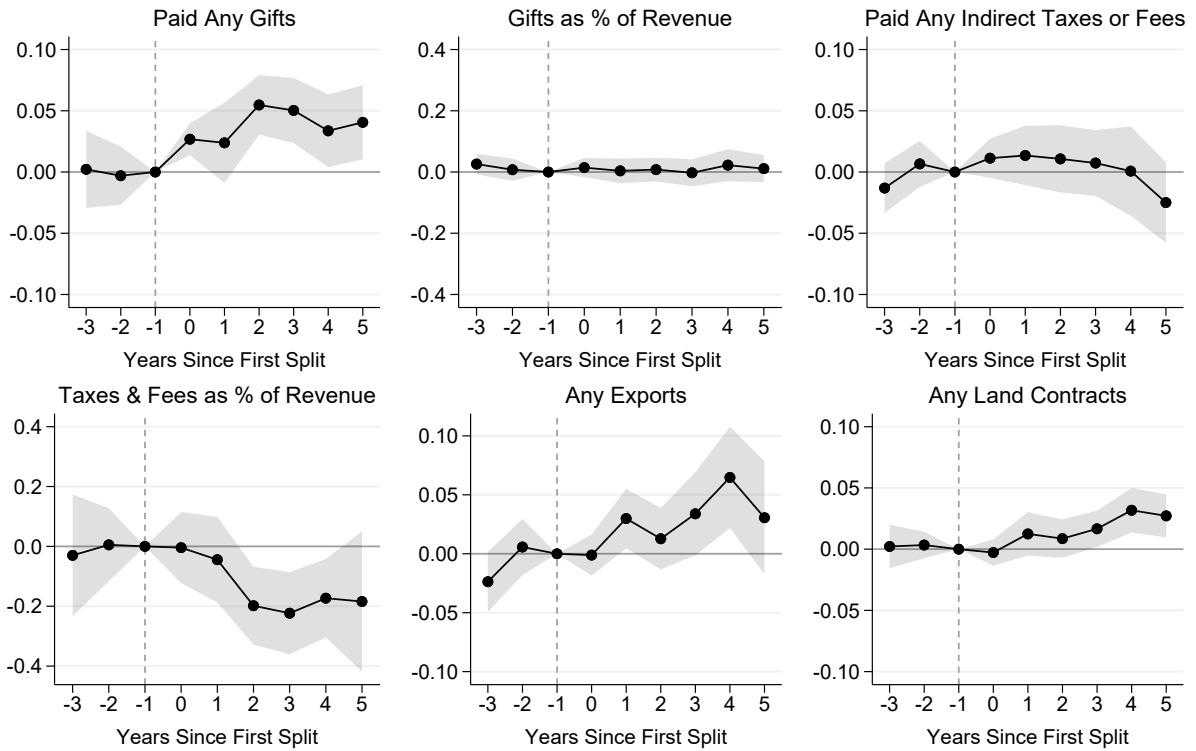 Paid Any Gifts
0.10
0.05
0.00
-0.05
-0.10
-3 -2 -1 0 1 2 3 4 5
Years Since First Split
Gifts as % of Revenue
0.4
0.2
0.0
-0.2
-0.4
-3 -2 -1 0 1 2 3 4 5
Years Since First Split
Paid Any Indirect Taxes or Fees
0.10
0.05
0.00
-0.05
-0.10
-3 -2 -1 0 1 2 3 4 5
Years Since First Split
Taxes & Fees as % of Revenue
0.4
0.2
0.0
-0.2
-0.4
-3 -2 -1 0 1 2 3 4 5
Years Since First Split
Any Exports
0.10
0.05
0.00
-0.05
-0.10
-3 -2 -1 0 1 2 3 4 5
Years Since First Split
Any Land Contracts
0.10
0.05
0.00
-0.05
-0.10
-3 -2 -1 0 1 2 3 4 5
Years Since First Split